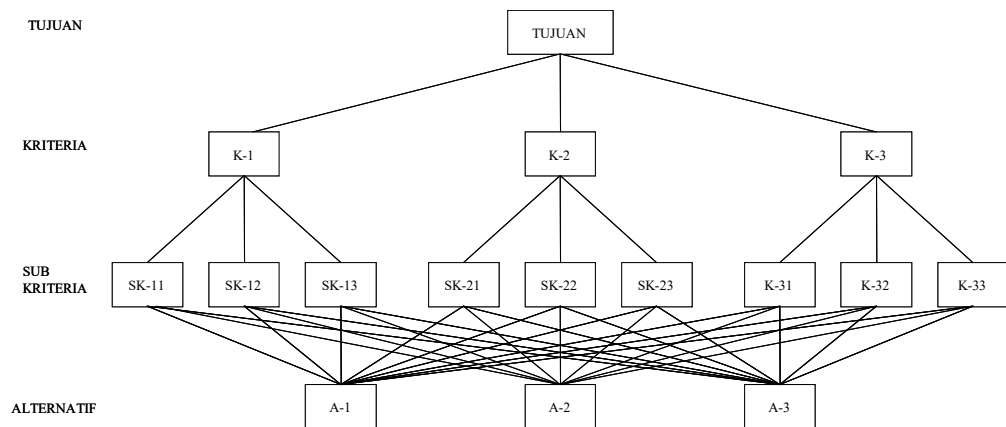 TUJUAN
TUJUAN
KRITERIA
K-1
K-2
K-3
SUB
KRITERIA
SK-11
SK-12
SK-13
SK-21
SK-22
SK-23
K-31
K-32
K-33
ALTERNATIF
A-1
A-2
A-3